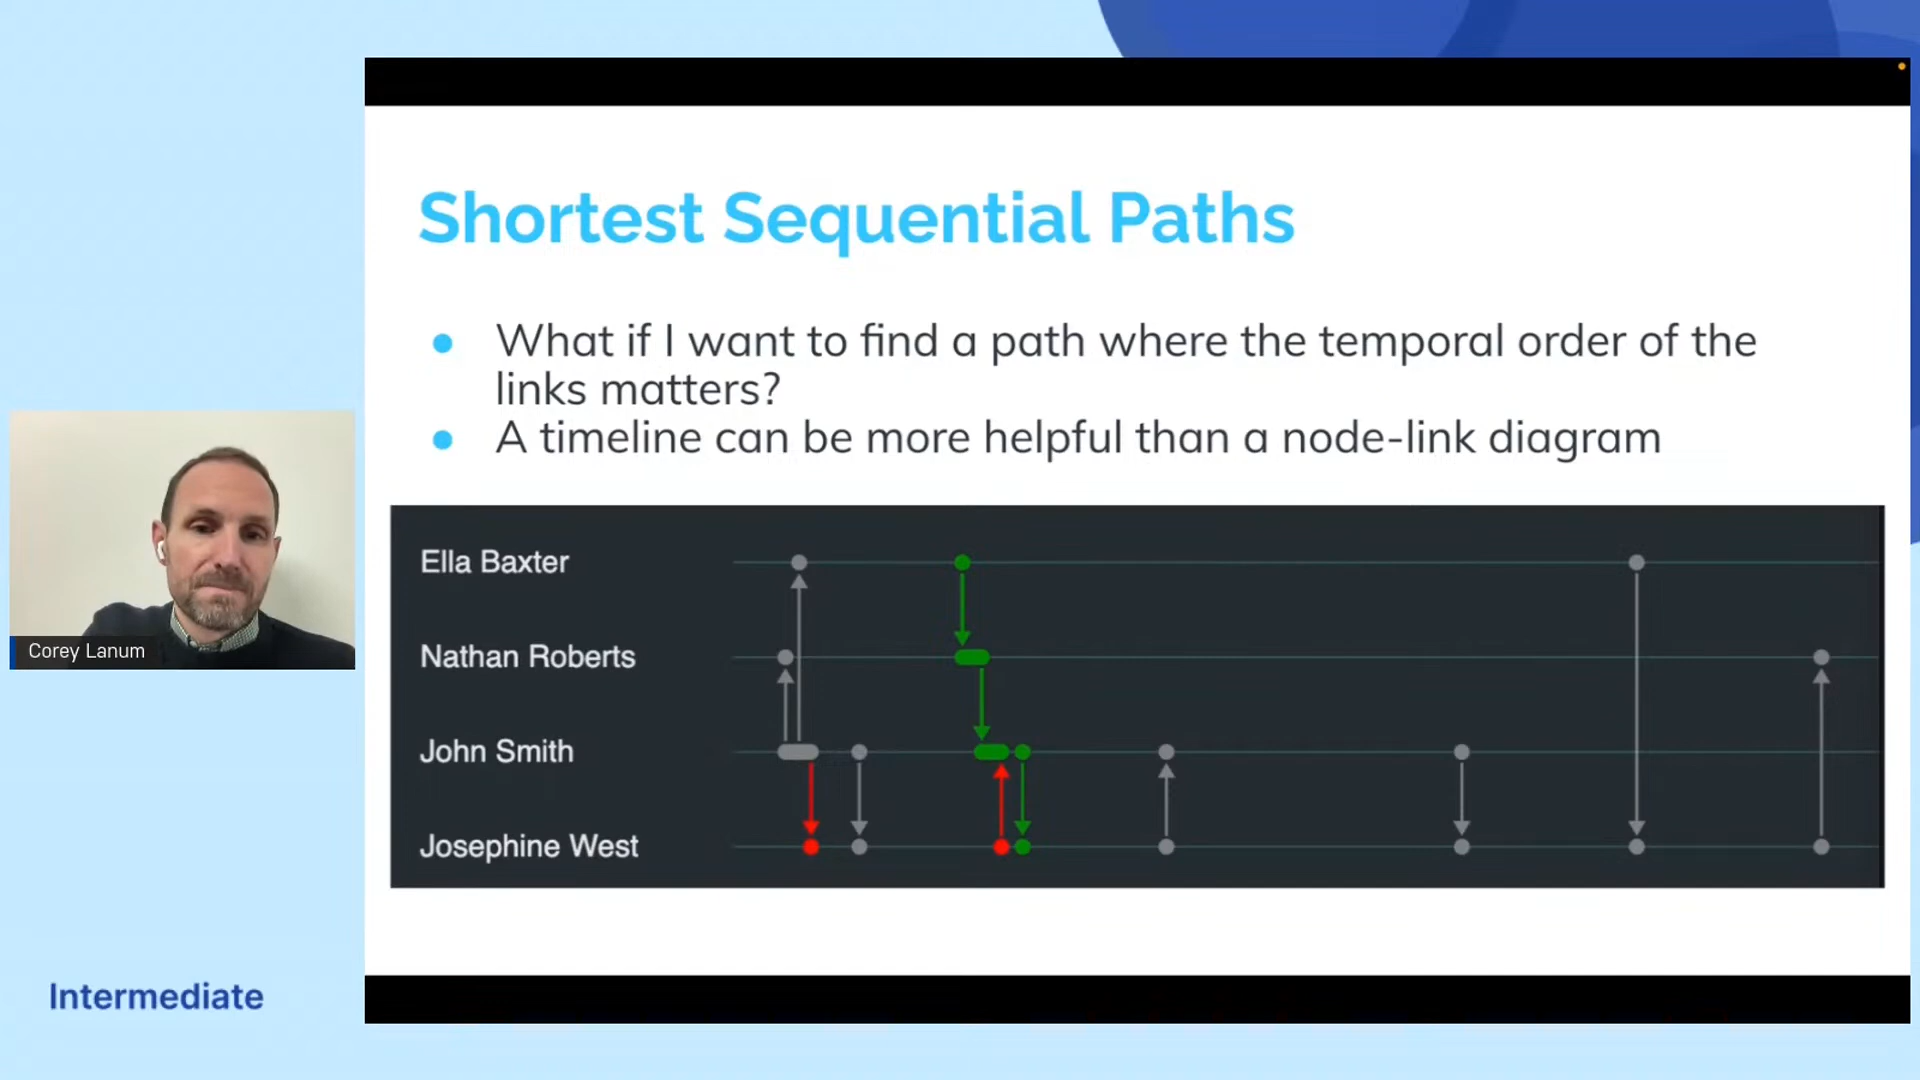 Shortest Sequential Paths
● What if I want to find a path where the temporal order of the
links matters?
● A timeline can be more helpful than a node-link diagram
Ella Baxter
Nathan Roberts
John Smith
Josephine West
Corey Lanum
Intermediate